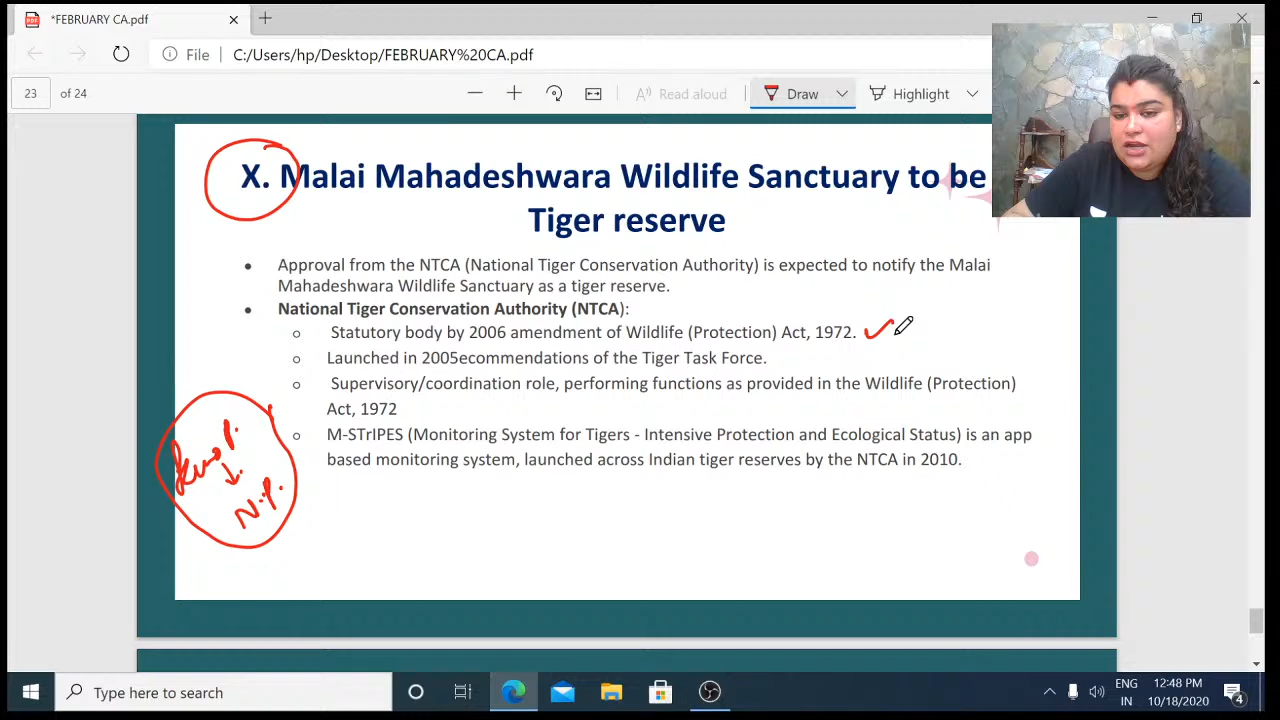 *FEBRUARY CA.pdf
File C:/Users/hp/Desktop/FEBRUARY%20CA.pdf
23 of 24 Read aloud Draw Highlight
X. Malai Mahadeshwara Wildlife Sanctuary to be
Tiger reserve
• Approval from the NTCA (National Tiger Conservation Authority) is expected to notify the Malai
Mahadeshwara Wildlife Sanctuary as a tiger reserve.
• National Tiger Conservation Authority (NTCA):
o Statutory body by 2006 amendment of Wildlife (Protection) Act, 1972.
o Launched in 2005ecommendations of the Tiger Task Force.
o Supervisory/coordination role, performing functions as provided in the Wildlife (Protection)
Act, 1972
o M-STrIPES (Monitoring System for Tigers - Intensive Protection and Ecological Status) is an app
based monitoring system, launched across Indian tiger reserves by the NTCA in 2010.
P.
N.P.
Type here to search
ENG
IN
12:48 PM
10/18/2020
4